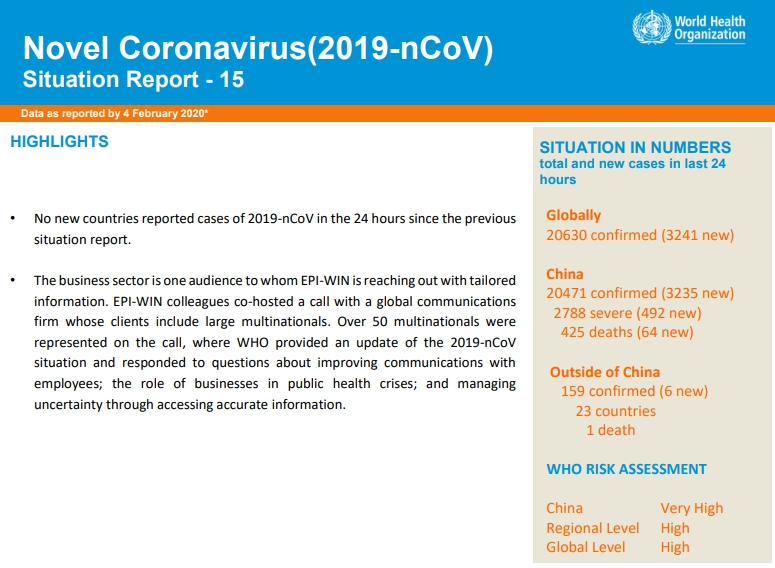 World Health
Organization
Novel Coronavirus(2019-nCoV)
Situation Report - 15
Data as reported by 4 February 2020*
HIGHLIGHTS
• No new countries reported cases of 2019-nCoV in the 24 hours since the previous
situation report.
• The business sector is one audience to whom EPI-WIN is reaching out with tailored
information. EPI-WIN colleagues co-hosted a call with a global communications
firm whose clients include large multinationals. Over 50 multinationals were
represented on the call, where WHO provided an update of the 2019-nCoV
situation and responded to questions about improving communications with
employees; the role of businesses in public health crises; and managing
uncertainty through accessing accurate information.
SITUATION IN NUMBERS
total and new cases in last 24
hours
Globally
20630 confirmed (3241 new)
China
20471 confirmed (3235 new)
2788 severe (492 new)
425 deaths (64 new)
Outside of China
159 confirmed (6 new)
23 countries
1 death
WHO RISK ASSESSMENT
China Very High
Regional Level High
Global Level High